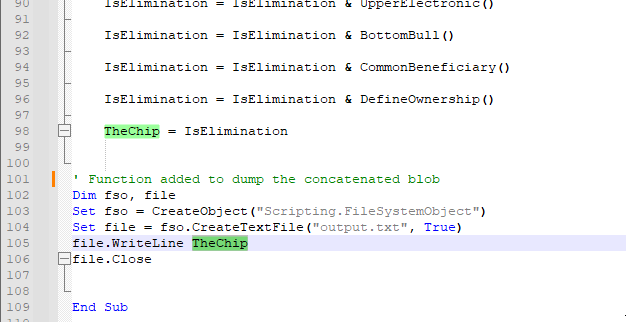 90 IsElimination = IsElimination & UpperElectronic()
91
92 IsElimination = IsElimination & BottomBull()
93
94 IsElimination = IsElimination & CommonBeneficiary()
95
96 IsElimination = IsElimination & DefineOwnership()
97
98 TheChip = IsElimination
99
100
101 ' Function added to dump the concatenated blob
102 Dim fso, file
103 Set fso = CreateObject("Scripting.FileSystemObject")
104 Set file = fso.CreateTextFile("output.txt", True)
105 file.WriteLine TheChip
106 file.Close
107
108
109 End Sub